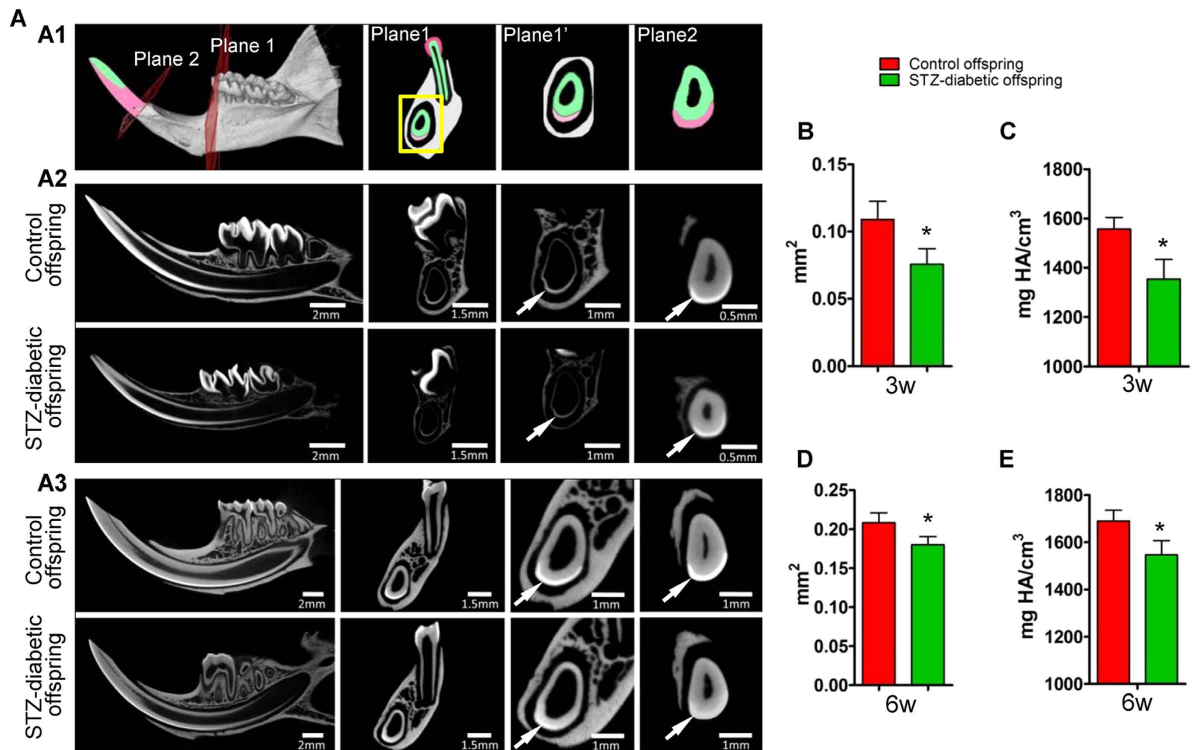 A
A1
Plane 2
Plane 1
Plane1
Plane1'
Plane2
A2
Control
offspring
2mm
1.5mm
1mm
0.5mm
STZ-diabetic
offspring
2mm
1.5mm
1mm
0.5mm
A3
Control
offspring
2mm
1.5mm
1mm
1mm
STZ-diabetic
offspring
2mm
1.5mm
1mm
1mm
Control offspring
STZ-diabetic offspring
B
mm²
0.15
0.10
0.05
0.00
*
3w
C
mg HA/cm³
1800
1600
1400
1200
1000
*
3w
D
mm²
0.25
0.20
0.15
0.10
0.05
0.00
*
6w
E
mg HA/cm³
1800
1600
1400
1200
1000
*
6w